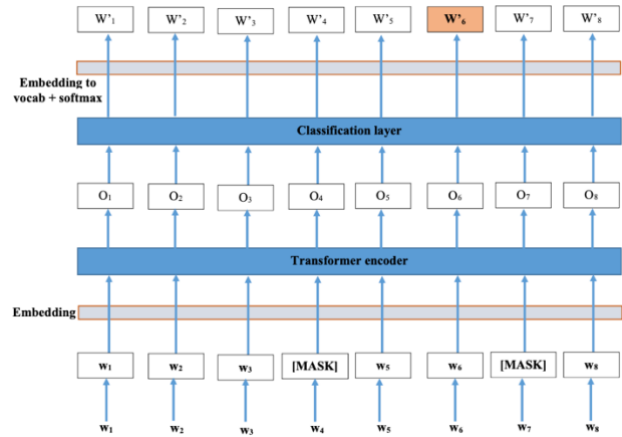 W'₁ W'₂ W'₃ W'₄ W'₅ W'₆ W'₇ W'₈
Embedding to
vocab + softmax
Classification layer
O₁ O₂ O₃ O₄ O₅ O₆ O₇ O₈
Transformer encoder
Embedding
w₁ w₂ w₃ [MASK] w₅ w₆ [MASK] w₈
w₁ w₂ w₃ w₄ w₅ w₆ w₇ w₈